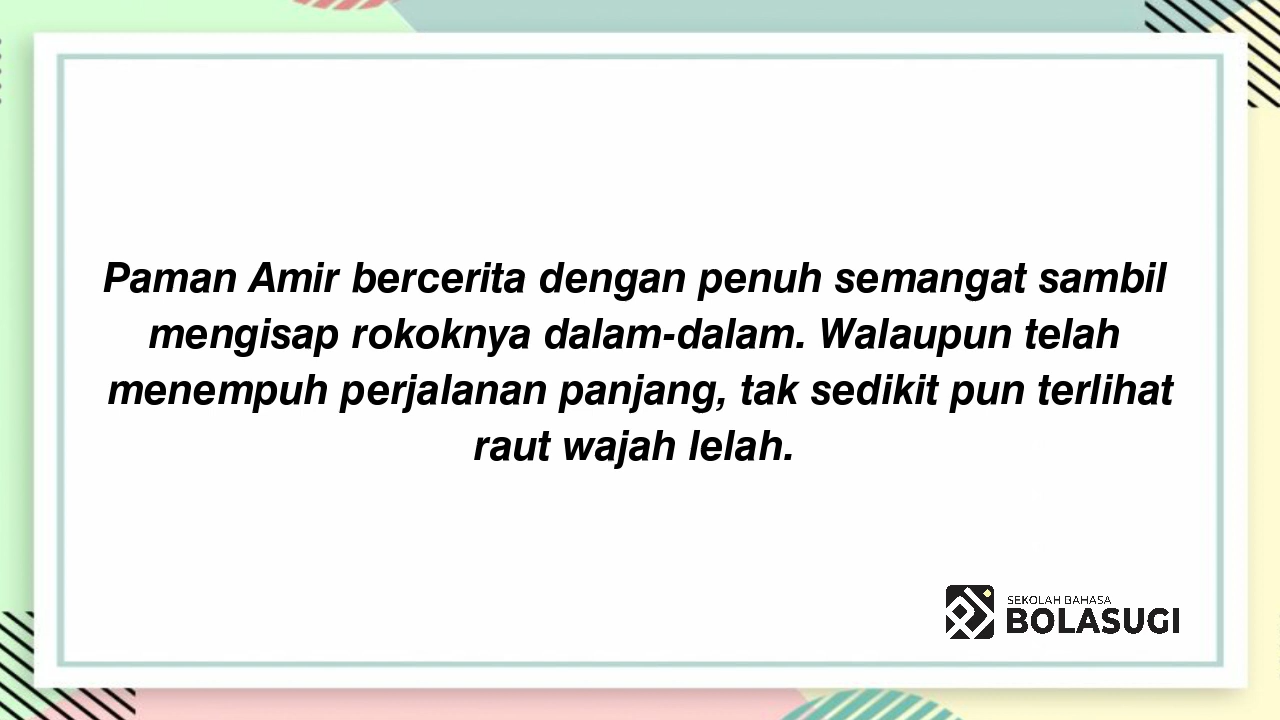 Paman Amir bercerita dengan penuh semangat sambil
mengisap rokoknya dalam-dalam. Walaupun telah
menempuh perjalanan panjang, tak sedikit pun terlihat
raut wajah lelah.
SEKOLAH BAHASA
BOLASUGI